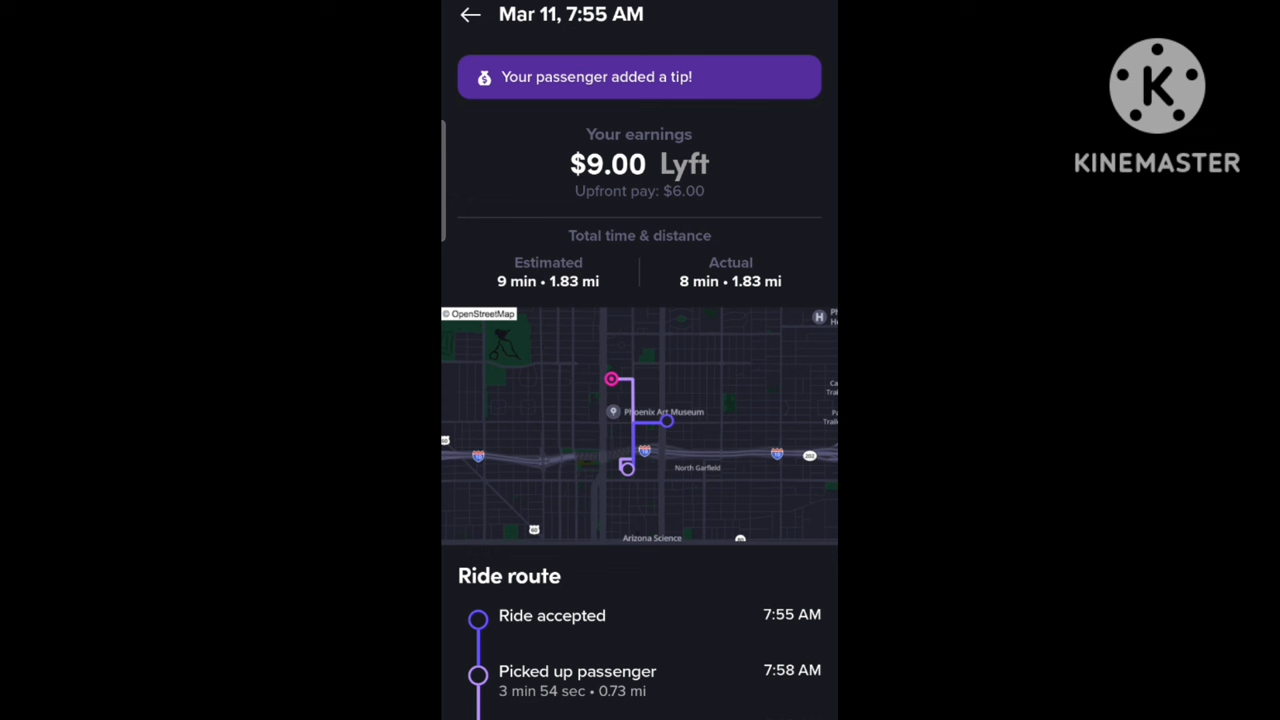 Mar 11, 7:55 AM
Your passenger added a tip!
Your earnings
$9.00 Lyft
Upfront pay: $6.00
Total time & distance
Estimated
9 min • 1.83 mi
Actual
8 min • 1.83 mi
© OpenStreetMap
H
Phoenix Art Museum
North Garfield
202
60
Arizona Science
Ride route
Ride accepted
7:55 AM
Picked up passenger
7:58 AM
3 min 54 sec • 0.73 mi
K
KINEMASTER